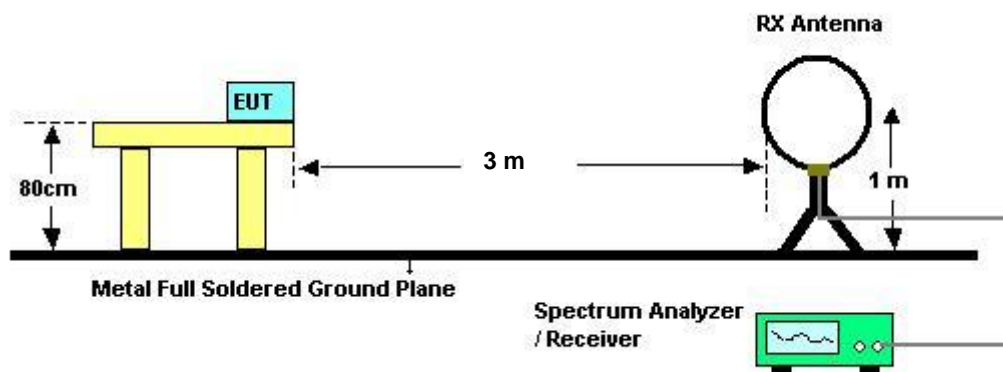 RX Antenna
EUT
3 m
80cm
1 m
Metal Full Soldered Ground Plane
Spectrum Analyzer
/ Receiver